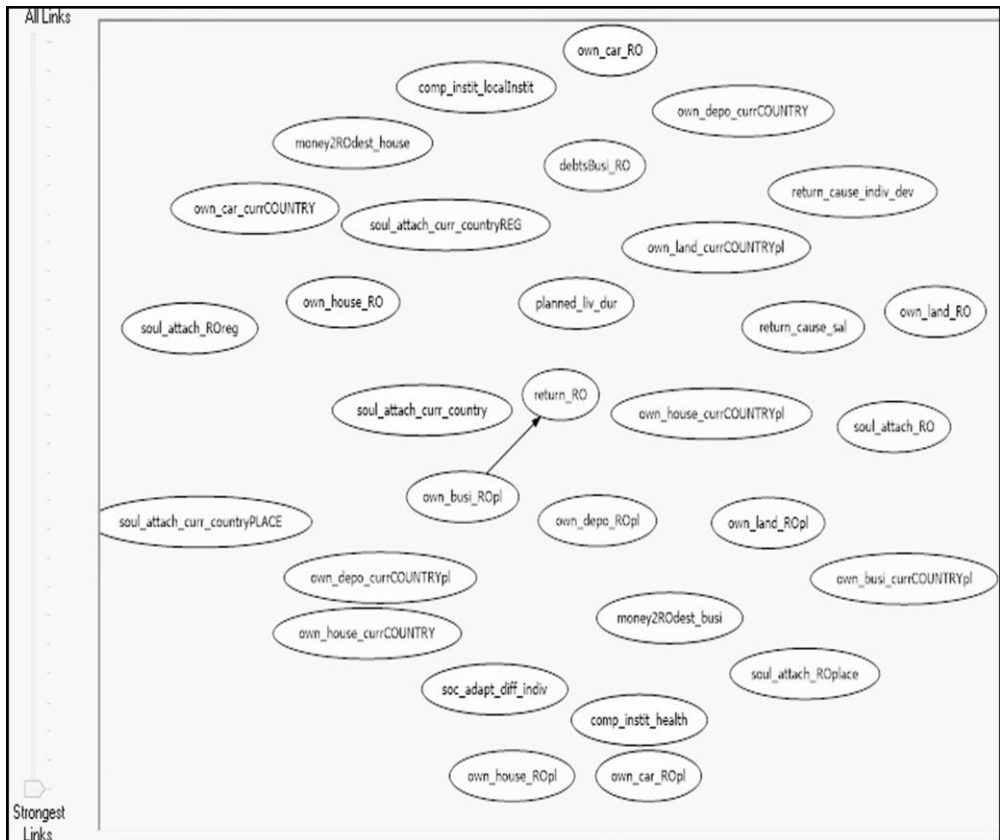 All Links
own_car_RO
comp_instit_localInstit
own_depo_currCOUNTRY
money2ROdest_house
debtsBusi_RO
return_cause_indiv_dev
own_car_currCOUNTRY
soul_attach_curr_countryREG
own_land_currCOUNTRYpl
own_house_RO
planned_liv_dur
own_land_RO
soul_attach_ROreg
return_cause_sal
return_RO
soul_attach_curr_country
own_house_currCOUNTRYpl
soul_attach_RO
own_busi_ROpl
soul_attach_curr_countryPLACE
own_depo_ROpl
own_land_ROpl
own_depo_currCOUNTRYpl
own_busi_currCOUNTRYpl
own_house_currCOUNTRY
money2ROdest_busi
soul_attach_ROplace
soc_adapt_diff_indiv
comp_instit_health
own_house_ROpl
own_car_ROpl
Strongest
Links